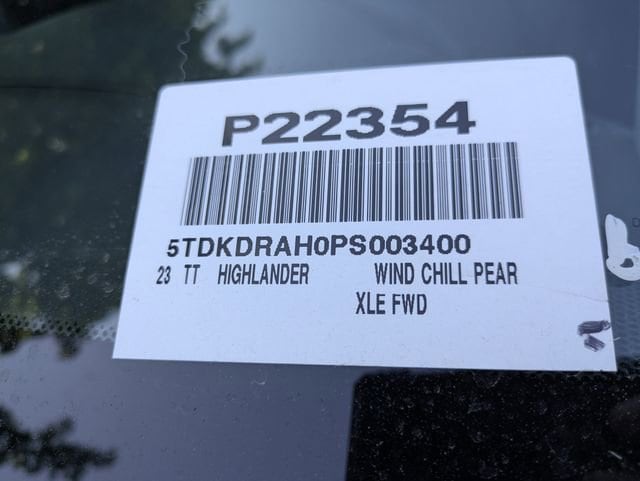 P22354
5TDKDRAH0PS003400
23 TT HIGHLANDER WIND CHILL PEAR
XLE FWD